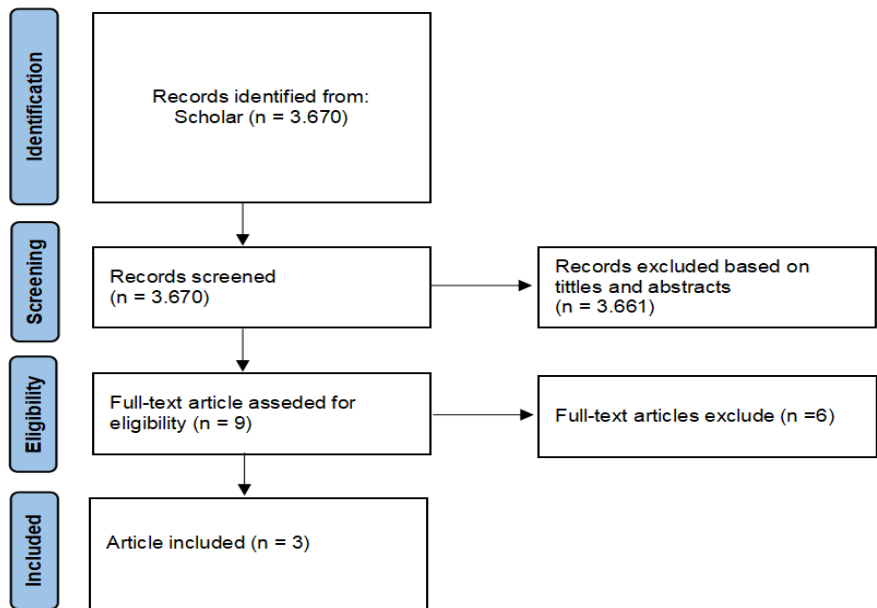 Identification
Records identified from:
Scholar (n = 3.670)
Screening
Records screened
(n = 3.670)
Records excluded based on
tittles and abstracts
(n = 3.661)
Eligibility
Full-text article asseded for
eligibility (n = 9)
Full-text articles exclude (n =6)
Included
Article included (n = 3)